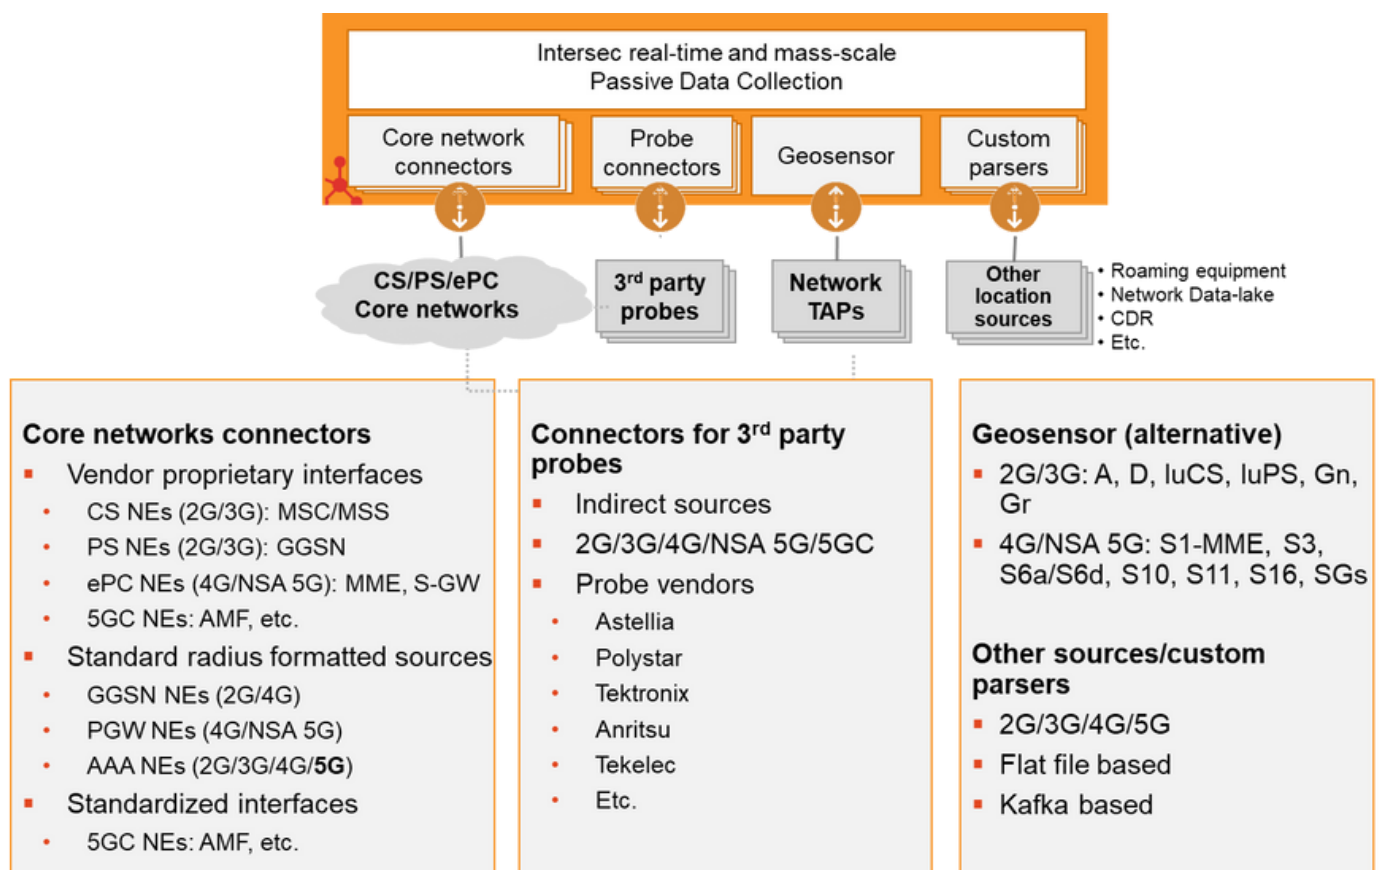 Intersec real-time and mass-scale
Passive Data Collection
Core network
connectors
Probe
connectors
Geosensor
Custom
parsers
CS/PS/ePC
Core networks
3rd party
probes
Network
TAPs
Other
location
sources
• Roaming equipment
• Network Data-lake
• CDR
• Etc.
Core networks connectors
▪ Vendor proprietary interfaces
• CS NEs (2G/3G): MSC/MSS
• PS NEs (2G/3G): GGSN
• ePC NEs (4G/NSA 5G): MME, S-GW
• 5GC NEs: AMF, etc.
▪ Standard radius formatted sources
• GGSN NEs (2G/4G)
• PGW NEs (4G/NSA 5G)
• AAA NEs (2G/3G/4G/5G)
▪ Standardized interfaces
• 5GC NEs: AMF, etc.
Connectors for 3rd party
probes
▪ Indirect sources
▪ 2G/3G/4G/NSA 5G/5GC
▪ Probe vendors
• Astellia
• Polystar
• Tektronix
• Anritsu
• Tekelec
• Etc.
Geosensor (alternative)
▪ 2G/3G: A, D, IuCS, IuPS, Gn,
Gr
▪ 4G/NSA 5G: S1-MME, S3,
S6a/S6d, S10, S11, S16, SGs
Other sources/custom
parsers
▪ 2G/3G/4G/5G
▪ Flat file based
▪ Kafka based